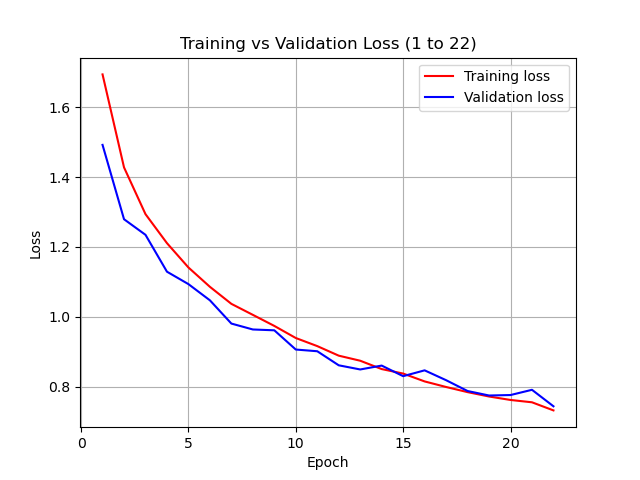 Training vs Validation Loss (1 to 22)
Training loss
Validation loss
1.6
1.4
1.2
1.0
0.8
Loss
0
5
10
15
20
Epoch